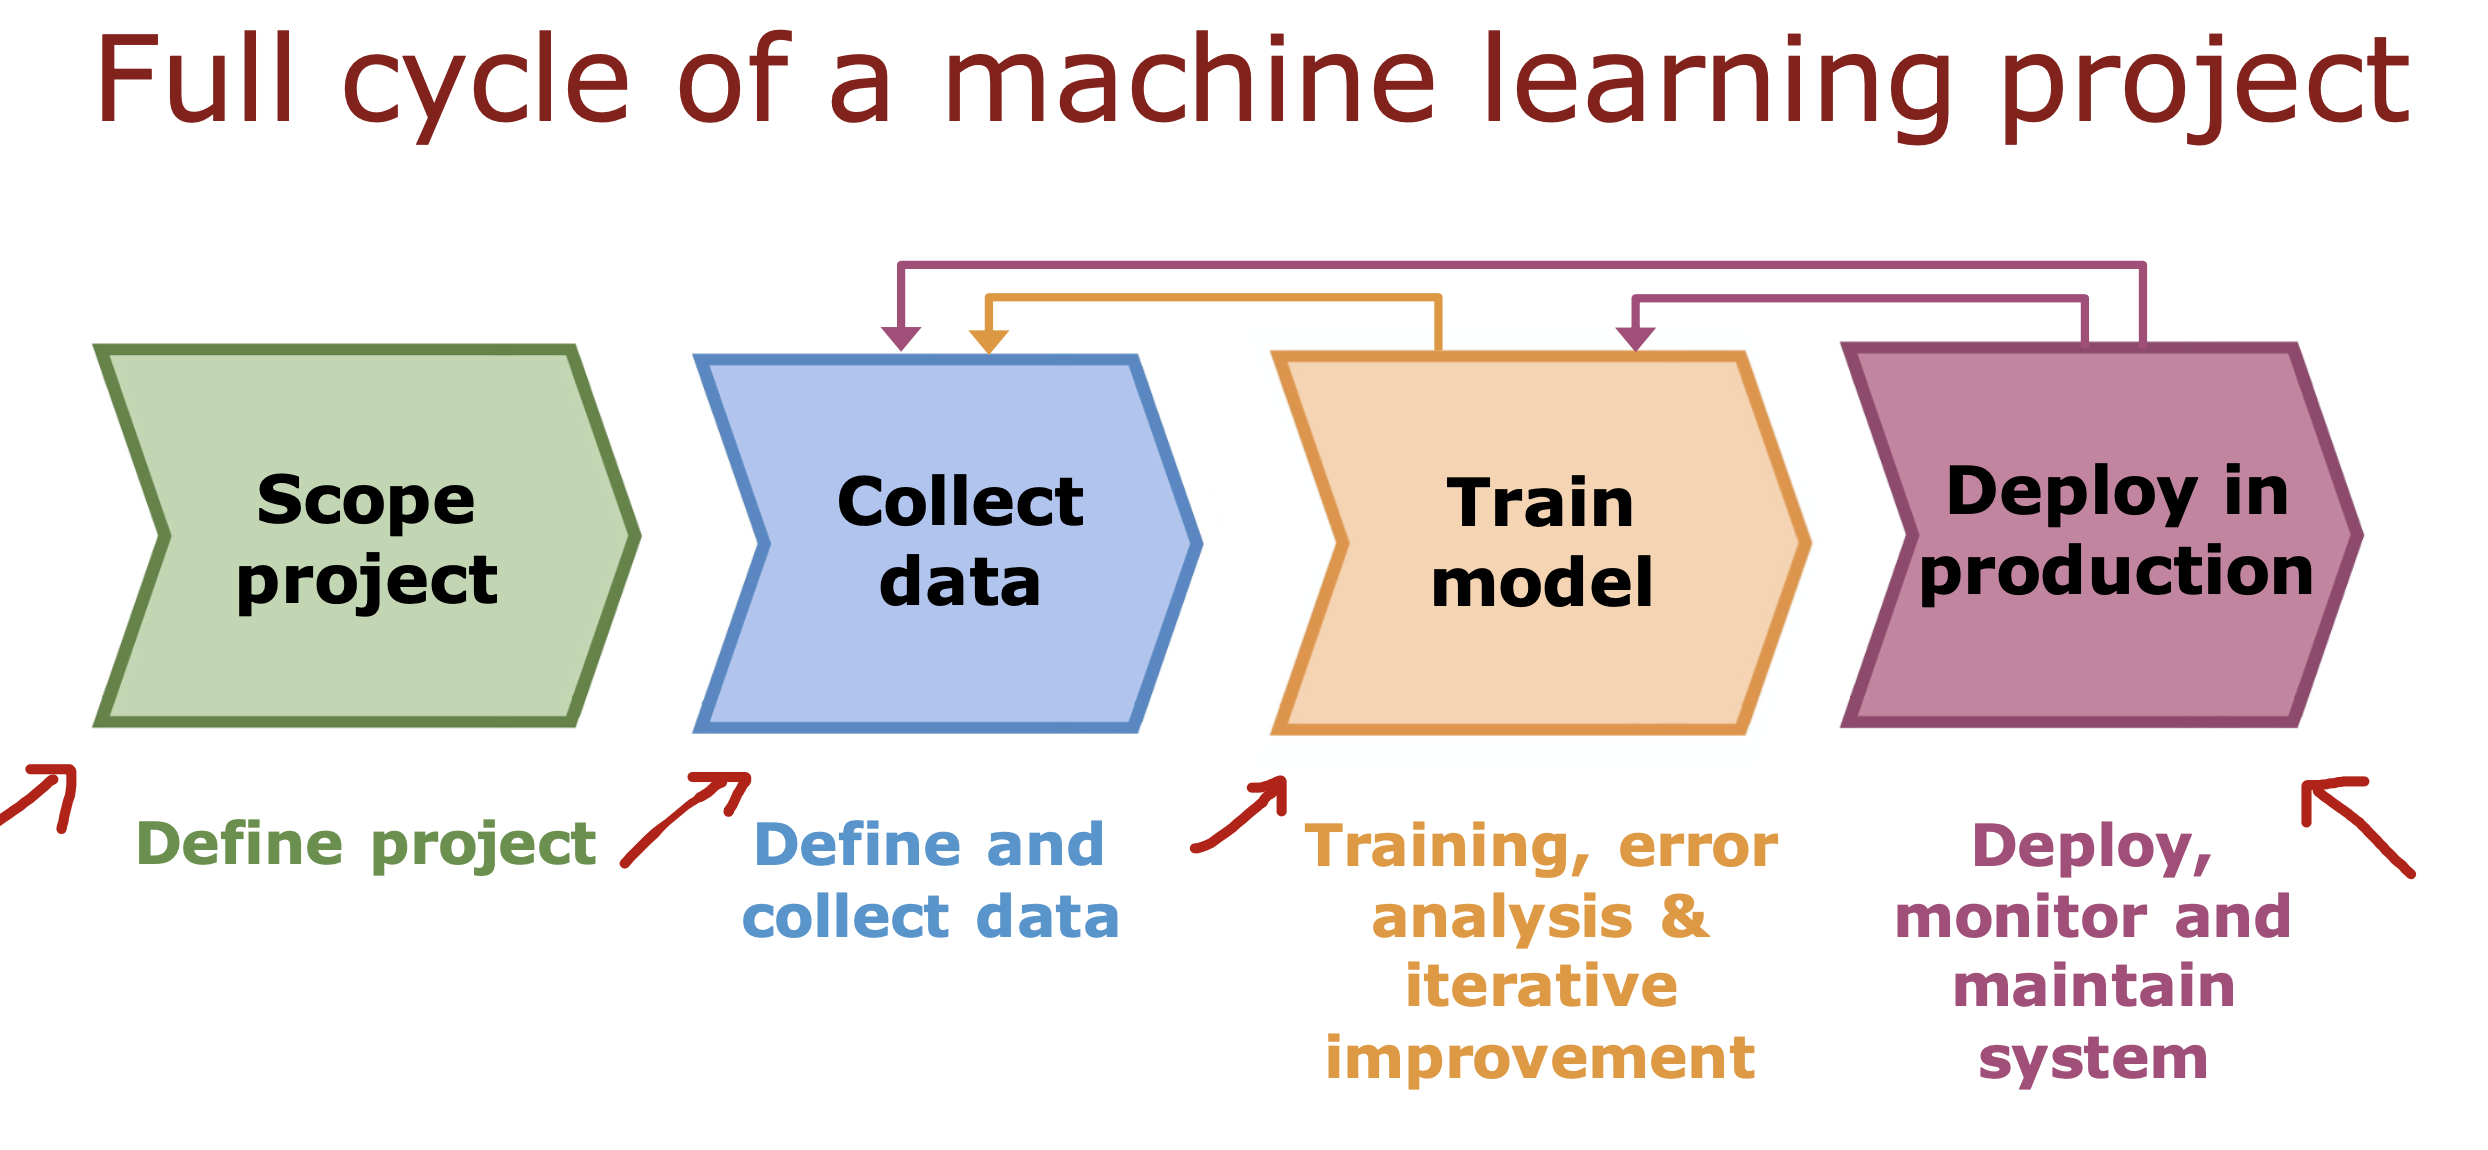 Full cycle of a machine learning project
Scope
project
Collect
data
Train
model
Deploy in
production
Define project
Define and
collect data
Training, error
analysis &
iterative
improvement
Deploy,
monitor and
maintain
system